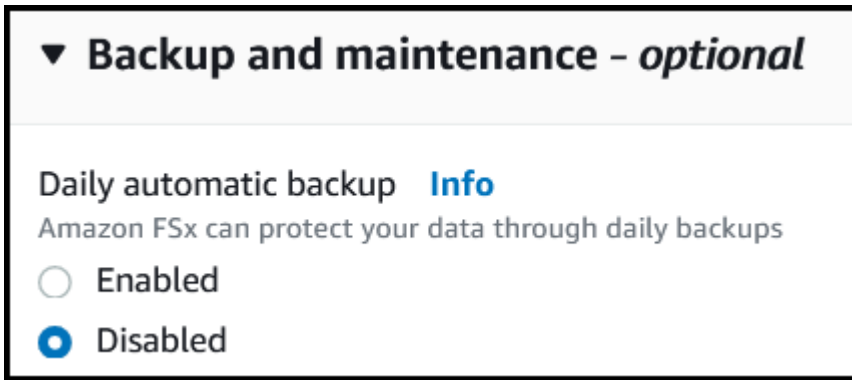 ▼ Backup and maintenance - optional
Daily automatic backup Info
Amazon FSx can protect your data through daily backups
Enabled
Disabled